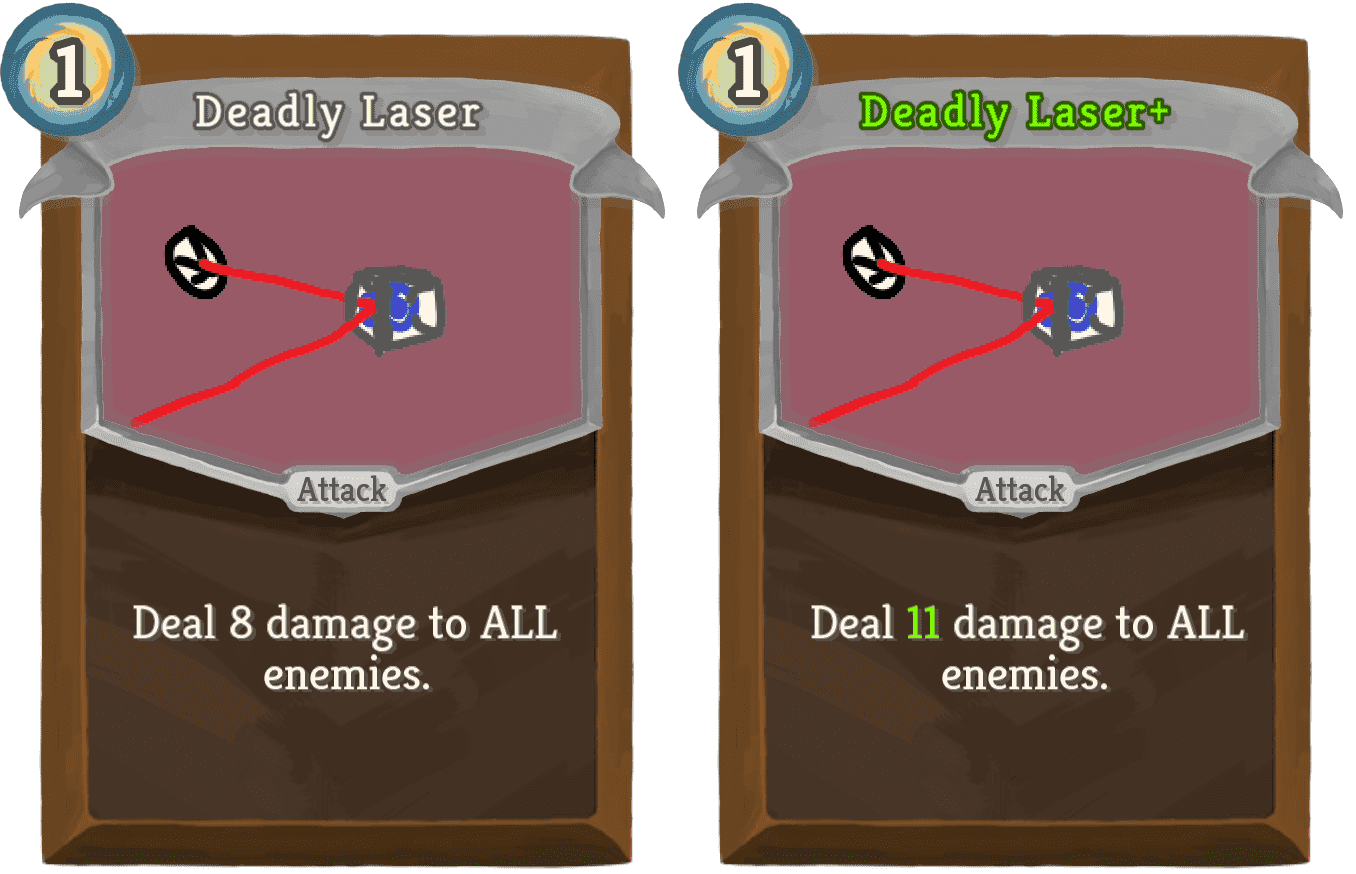 1
Deadly Laser
Attack
Deal 8 damage to ALL
enemies.
1
Deadly Laser+
Attack
Deal 11 damage to ALL
enemies.